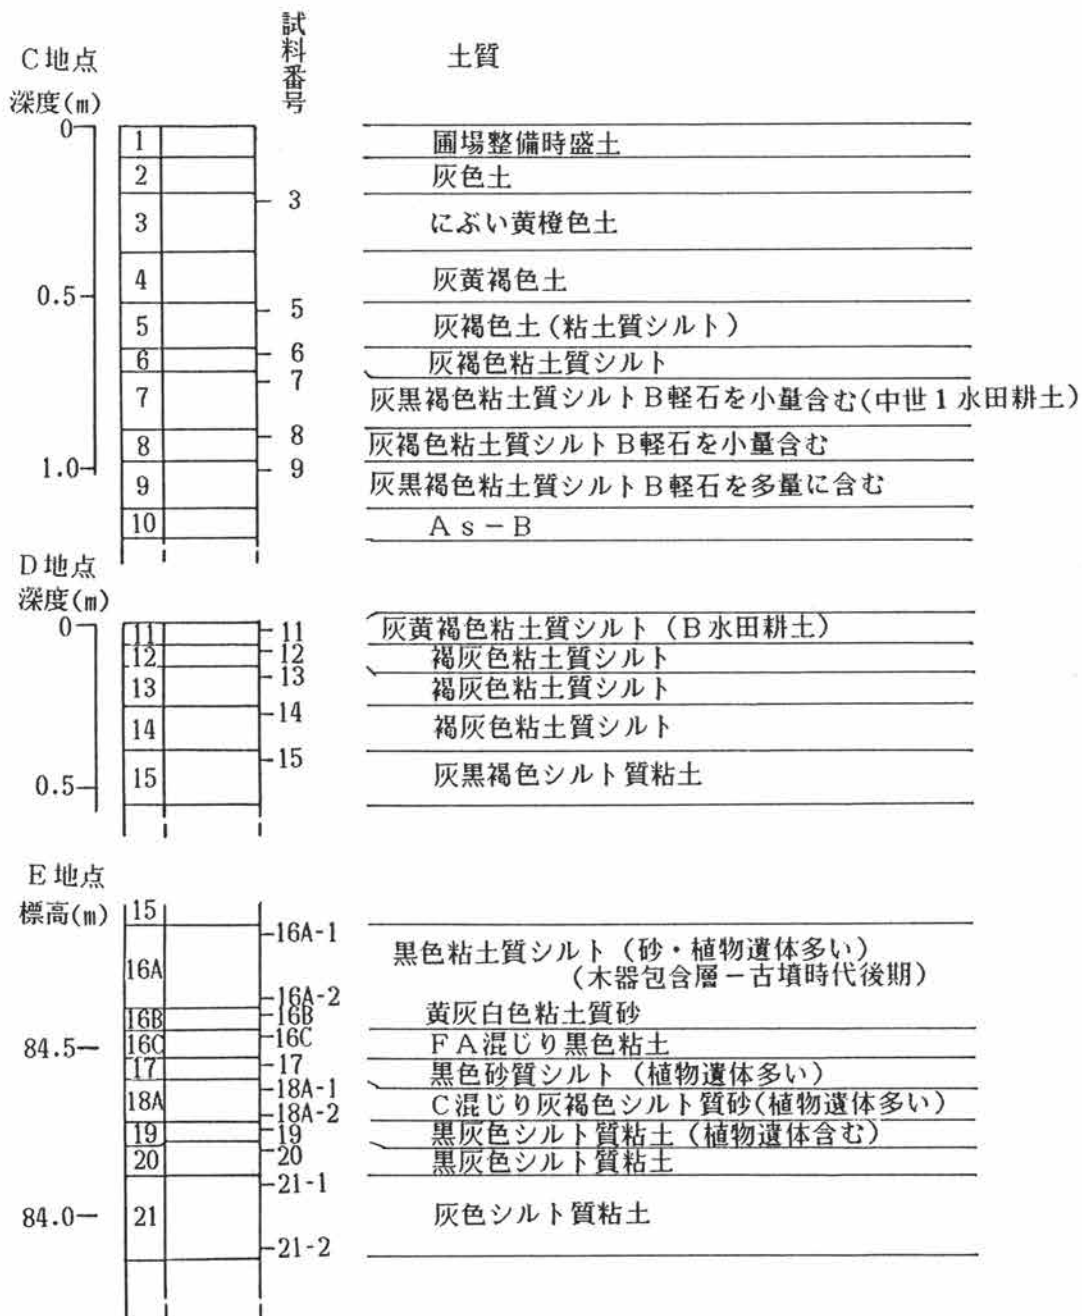 試料番号
C地点
土質
深度(m)
0
1 圃場整備時盛土
2 灰色土
3
3 にぶい黄橙色土
4 灰黄褐色土
0.5
5
5 灰褐色土(粘土質シルト)
6
6 灰褐色粘土質シルト
7
7 灰黒褐色粘土質シルトB軽石を小量含む(中世1水田耕土)
8
8 灰褐色粘土質シルトB軽石を小量含む
1.0
9
9 灰黒褐色粘土質シルトB軽石を多量に含む
10 As-B
D地点
深度(m)
0
11 11 灰黄褐色粘土質シルト(B水田耕土)
12 12 褐灰色粘土質シルト
13 13 褐灰色粘土質シルト
14 14 褐灰色粘土質シルト
15
15 灰黒褐色シルト質粘土
0.5
E地点
標高(m)
15
16A-1
16A 黒色粘土質シルト(砂・植物遺体多い)
(木器包含層-古墳時代後期)
16A-2
16B 16B 黄灰白色粘土質砂
16C 16C FA混じり黒色粘土
84.5
17 17 黒色砂質シルト(植物遺体多い)
18A-1
18A C混じり灰褐色シルト質砂(植物遺体多い)
18A-2
19 19 黒灰色シルト質粘土(植物遺体含む)
20 20 黒灰色シルト質粘土
21-1
84.0
21 灰色シルト質粘土
21-2